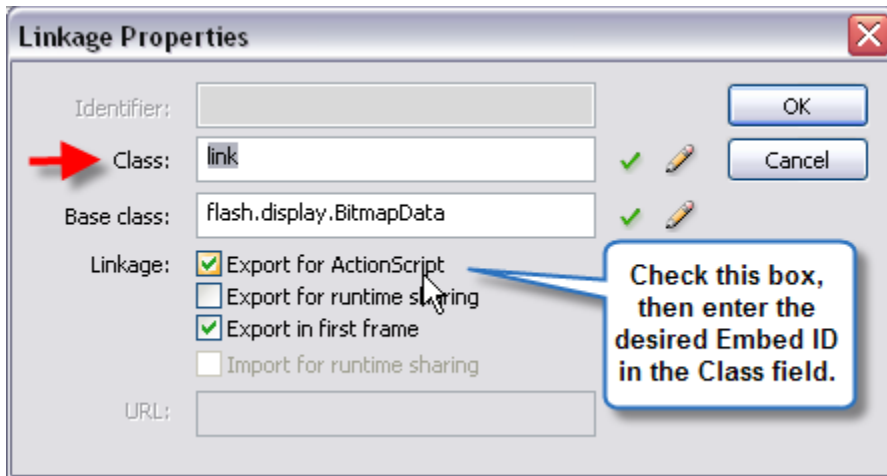 Linkage Properties
Identifier:
OK
Class: link
Cancel
Base class: flash.display.BitmapData
Linkage: Export for ActionScript
Export for runtime sharing
Export in first frame
Import for runtime sharing
URL:
Check this box,
then enter the
desired Embed ID
in the Class field.